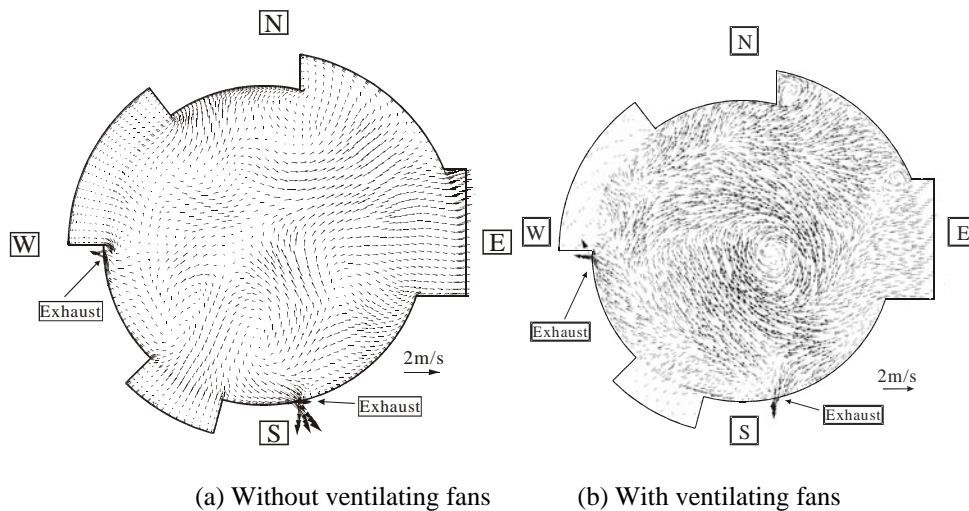 N
W
E
S
Exhaust
Exhaust
2m/s
N
W
E
S
Exhaust
Exhaust
2m/s
(a) Without ventilating fans
(b) With ventilating fans